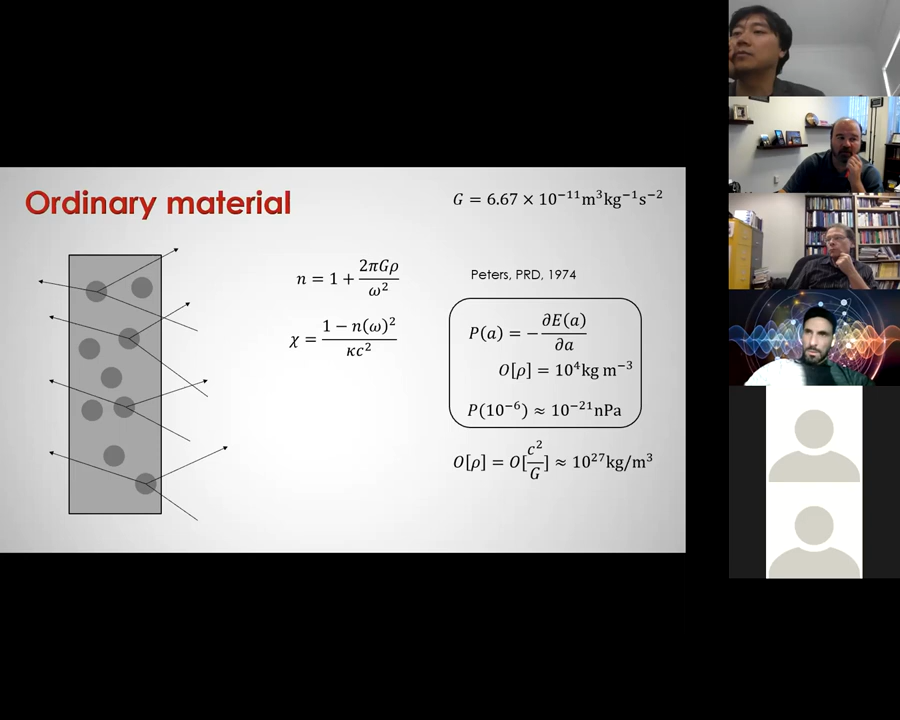 Ordinary material
G = 6.67 × 10⁻¹¹m³kg⁻¹s⁻²
n = 1 + 2πGρ/ω²
χ = (1 − n(ω)²)/(κc²)
Peters, PRD, 1974
P(a) = −∂E(a)/∂a
O[ρ] = 10⁴kg m⁻³
P(10⁻⁶) ≈ 10⁻²¹nPa
O[ρ] = O[c²/G] ≈ 10²⁷kg/m³